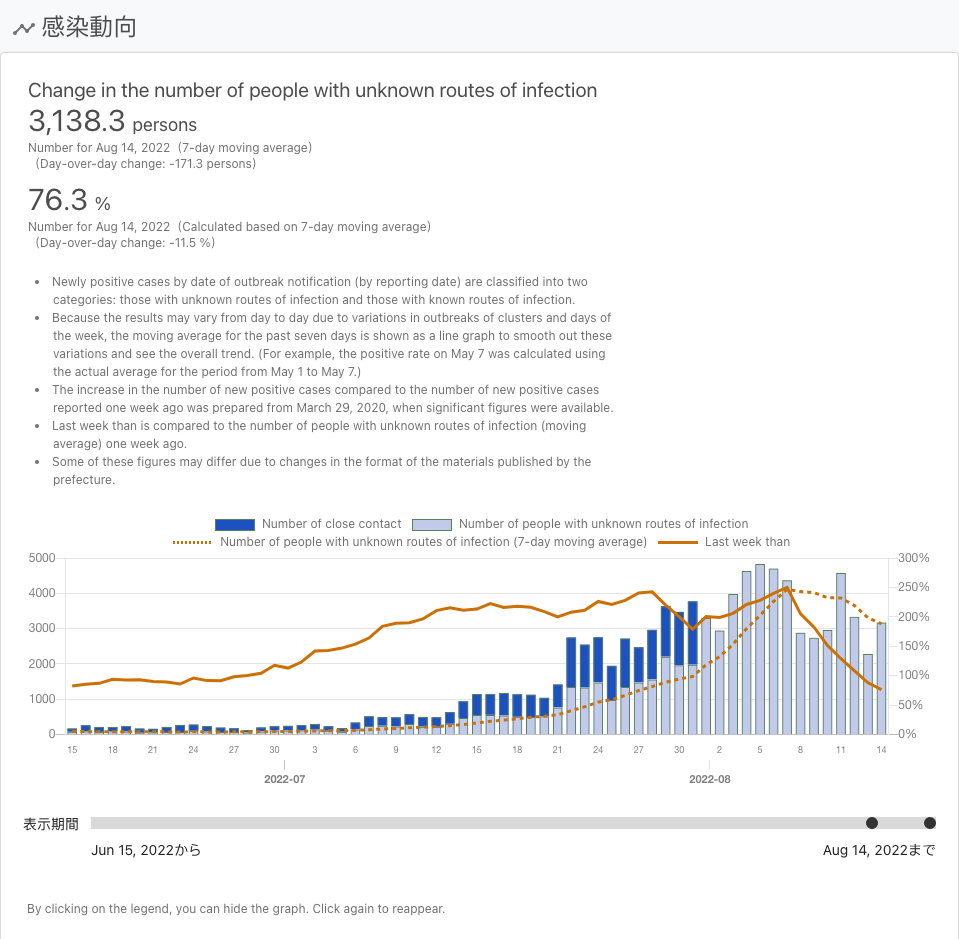 感染動向
Change in the number of people with unknown routes of infection
3,138.3 persons
Number for Aug 14, 2022 (7-day moving average)
(Day-over-day change: -171.3 persons)
76.3 %
Number for Aug 14, 2022 (Calculated based on 7-day moving average)
(Day-over-day change: -11.5 %)
• Newly positive cases by date of outbreak notification (by reporting date) are classified into two
categories: those with unknown routes of infection and those with known routes of infection.
• Because the results may vary from day to day due to variations in outbreaks of clusters and days of
the week, the moving average for the past seven days is shown as a line graph to smooth out these
variations and see the overall trend. (For example, the positive rate on May 7 was calculated using
the actual average for the period from May 1 to May 7.)
• The increase in the number of new positive cases compared to the number of new positive cases
reported one week ago was prepared from March 29, 2020, when significant figures were available.
• Last week than is compared to the number of people with unknown routes of infection (moving
average) one week ago.
• Some of these figures may differ due to changes in the format of the materials published by the
prefecture.
Number of close contact Number of people with unknown routes of infection
Number of people with unknown routes of infection (7-day moving average) Last week than
5000 300%
250%
4000
200%
3000
150%
2000
100%
1000
50%
0 0%
15 18 21 24 27 30 3 6 9 12 15 18 21 24 27 30 2 5 8 11 14
2022-07 2022-08
表示期間
Jun 15, 2022から Aug 14, 2022まで
By clicking on the legend, you can hide the graph. Click again to reappear.